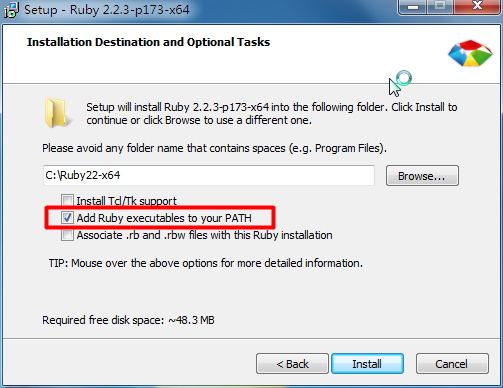 Setup - Ruby 2.2.3-p173-x64
Installation Destination and Optional Tasks
Setup will install Ruby 2.2.3-p173-x64 into the following folder. Click Install to
continue or click Browse to use a different one.
Please avoid any folder name that contains spaces (e.g. Program Files).
C:\Ruby22-x64
Browse...
Install Tcl/Tk support
Add Ruby executables to your PATH
Associate .rb and .rbw files with this Ruby installation
TIP: Mouse over the above options for more detailed information.
Required free disk space: ~48.3 MB
< Back
Install
Cancel